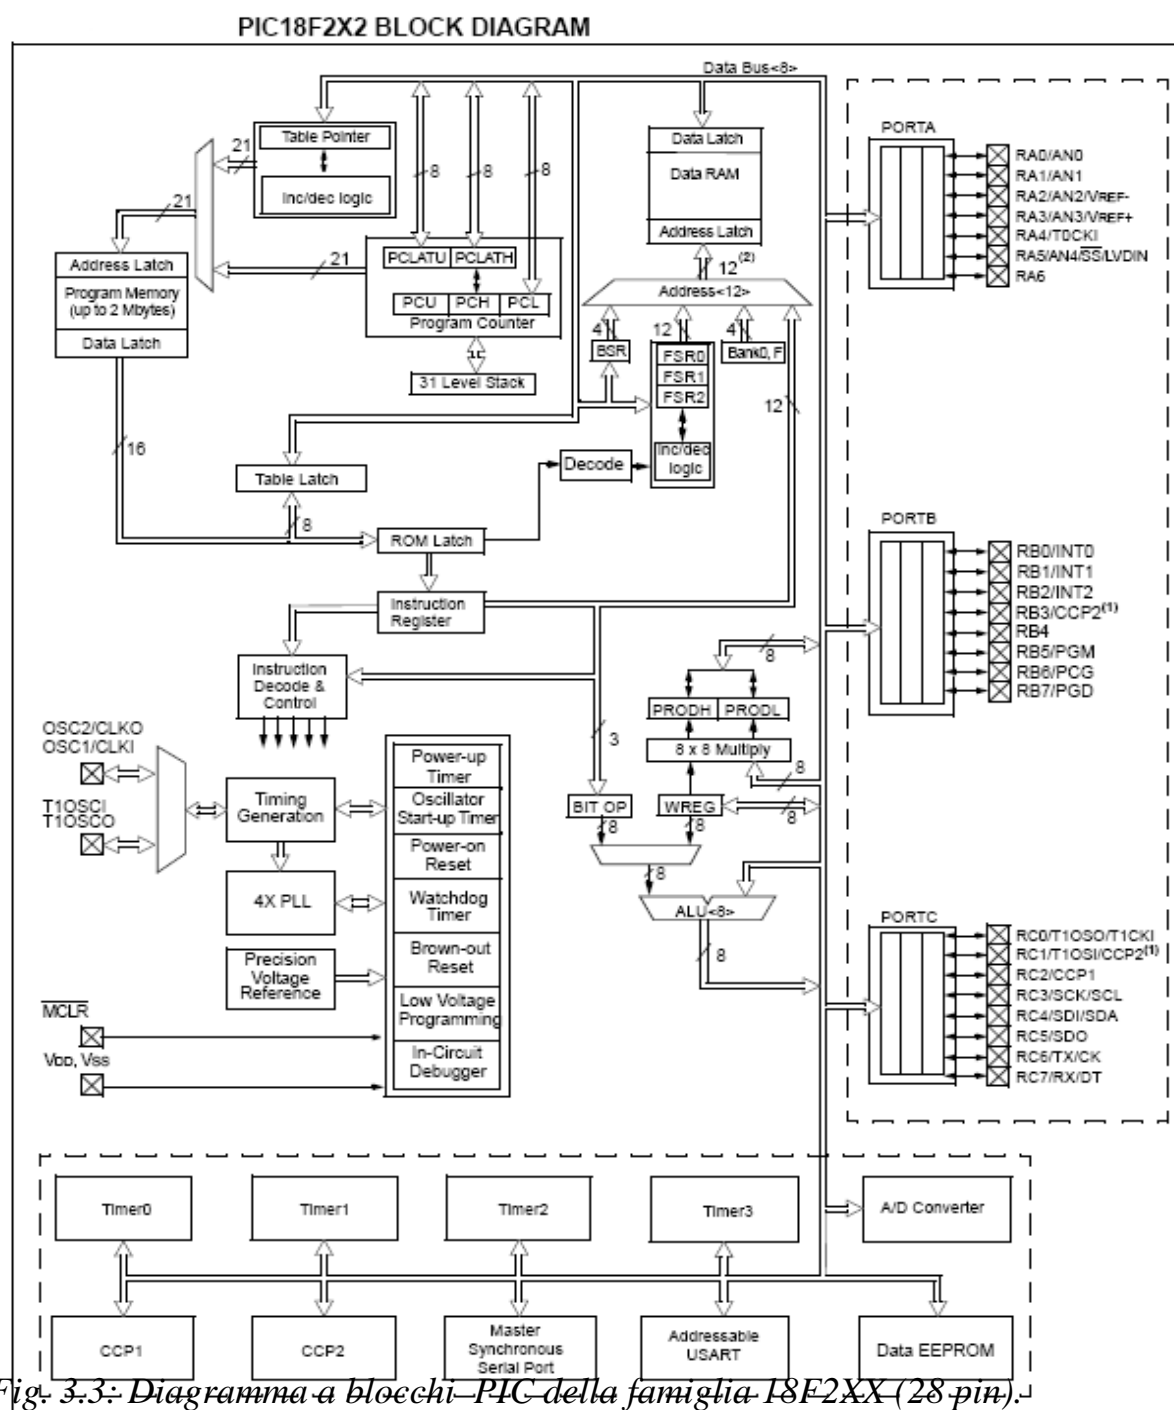 PIC18F2X2 BLOCK DIAGRAM
Data Bus<8>
Table Pointer
inc/dec logic
21
21
21
8
8
8
PCLATU PCLATH
PCU PCH PCL
Program Counter
31 Level Stack
Address Latch
Program Memory
(up to 2 Mbytes)
Data Latch
16
Table Latch
8
ROM Latch
Instruction
Register
Decode
Data Latch
Data RAM
Address Latch
12(2)
Address<12>
4
12
4
BSR
FSR0
FSR1
FSR2
inc/dec
logic
Bank0, F
12
Instruction
Decode &
Control
OSC2/CLKO
OSC1/CLKI
T1OSCI
T1OSCO
Timing
Generation
4X PLL
Precision
Voltage
Reference
MCLR
VDD, VSS
Power-up
Timer
Oscillator
Start-up Timer
Power-on
Reset
Watchdog
Timer
Brown-out
Reset
Low Voltage
Programming
In-Circuit
Debugger
8
PRODH PRODL
8 x 8 Multiply
3
8
BIT OP
WREG
8
8
8
8
ALU<8>
8
PORTA
RA0/AN0
RA1/AN1
RA2/AN2/VREF-
RA3/AN3/VREF+
RA4/T0CKI
RA5/AN4/SS/LVDIN
RA6
PORTB
RB0/INT0
RB1/INT1
RB2/INT2
RB3/CCP2(1)
RB4
RB5/PGM
RB6/PCG
RB7/PGD
PORTC
RC0/T1OSO/T1CKI
RC1/T1OSI/CCP2(1)
RC2/CCP1
RC3/SCK/SCL
RC4/SDI/SDA
RC5/SDO
RC6/TX/CK
RC7/RX/DT
Timer0
Timer1
Timer2
Timer3
A/D Converter
CCP1
CCP2
Master
Synchronous
Serial Port
Addressable
USART
Data EEPROM
Fig. 3.3: Diagramma a blocchi PIC della famiglia 18F2XX (28 pin).